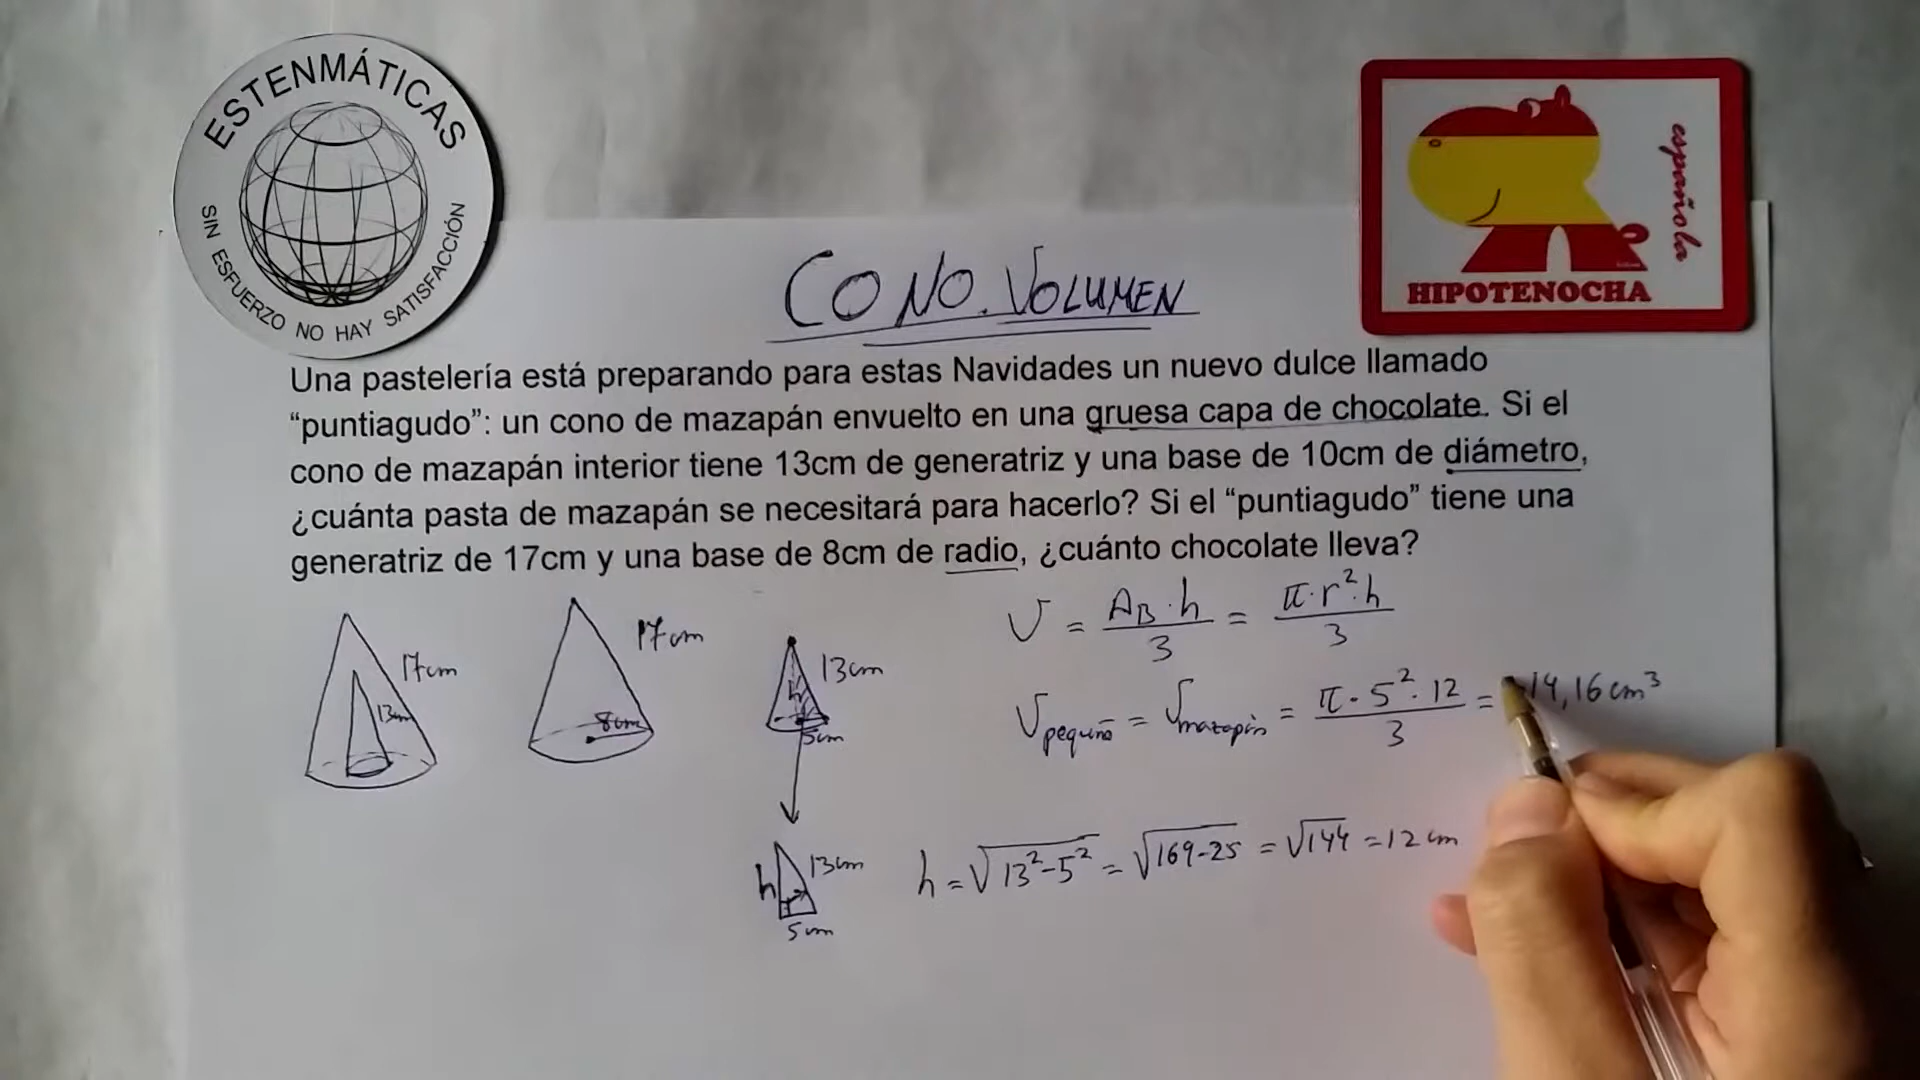 ESTENMÁTICAS
SIN ESFUERZO NO HAY SATISFACCIÓN
española
HIPOTENOCHA
CONO. VOLUMEN
Una pastelería está preparando para estas Navidades un nuevo dulce llamado
“puntiagudo”: un cono de mazapán envuelto en una gruesa capa de chocolate. Si el
cono de mazapán interior tiene 13cm de generatriz y una base de 10cm de diámetro,
¿cuánta pasta de mazapán se necesitará para hacerlo? Si el “puntiagudo” tiene una
generatriz de 17cm y una base de 8cm de radio, ¿cuánto chocolate lleva?
17cm
13cm
17cm
8cm
13cm
h
5cm
V = AB·h / 3 = π·r²·h / 3
Vpequeño = Vmazapán = π·5²·12 / 3 = 14,16 cm³
h
13cm
5cm
h = √13²-5² = √169-25 = √144 = 12 cm